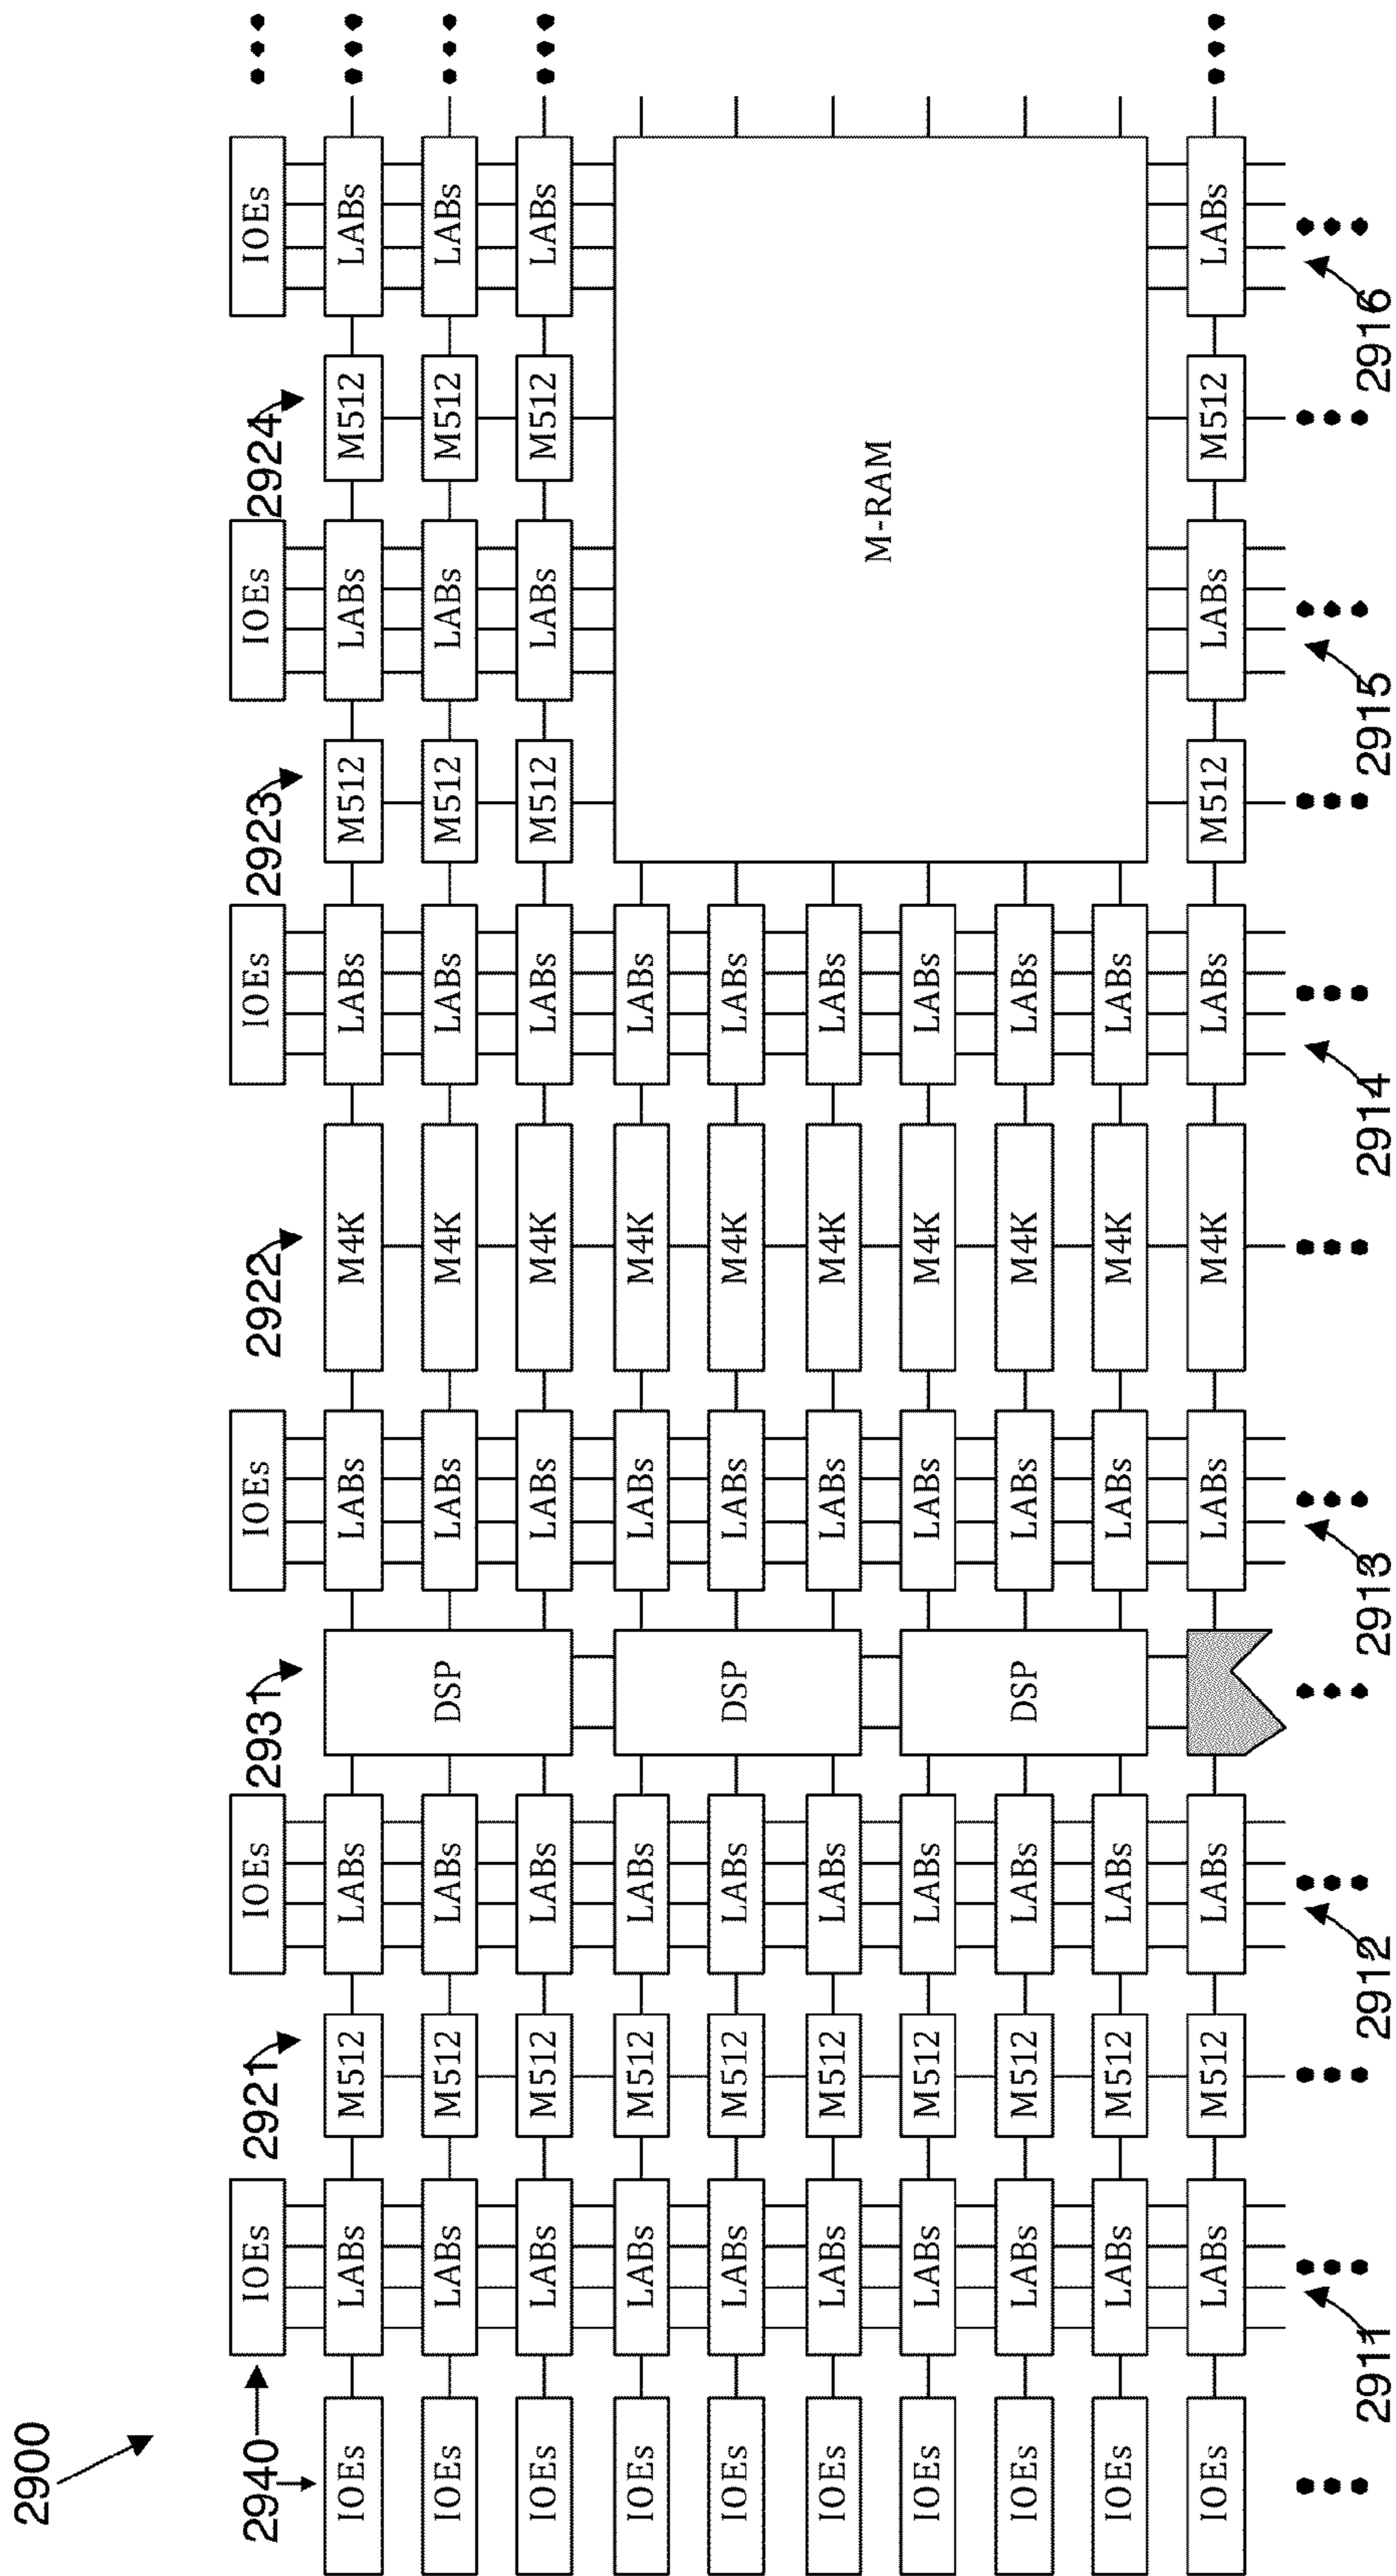 2900
2940 IOEs 2921 IOEs 2931 IOEs 2922 IOEs 2923 IOEs 2924 IOEs
IOEs LABs M512 LABs LABs M4K LABs M512 LABs M512 LABs
IOEs LABs M512 LABs DSP LABs M4K LABs M512 LABs M512 LABs
IOEs LABs M512 LABs LABs M4K LABs M512 LABs M512 LABs
IOEs LABs M512 LABs LABs M4K LABs
IOEs LABs M512 LABs DSP LABs M4K LABs
IOEs LABs M512 LABs LABs M4K LABs
M-RAM
IOEs LABs M512 LABs LABs M4K LABs
IOEs LABs M512 LABs DSP LABs M4K LABs
IOEs LABs M512 LABs LABs M4K LABs
IOEs LABs M512 LABs LABs M4K LABs M512 LABs M512 LABs
2911 2912 2913 2914 2915 2916